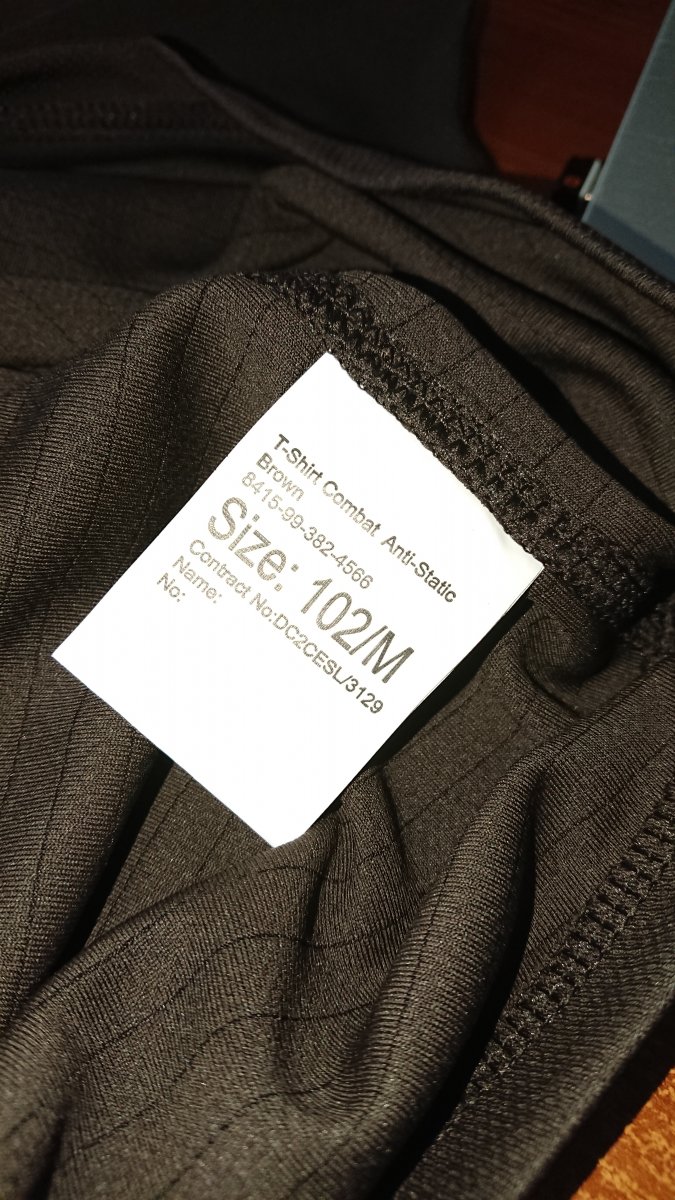 T-Shirt Combat Anti-Static
Brown
8415-99-382-4566
Size: 102/M
Contract No:DC2CESL/3129
Name:
No: